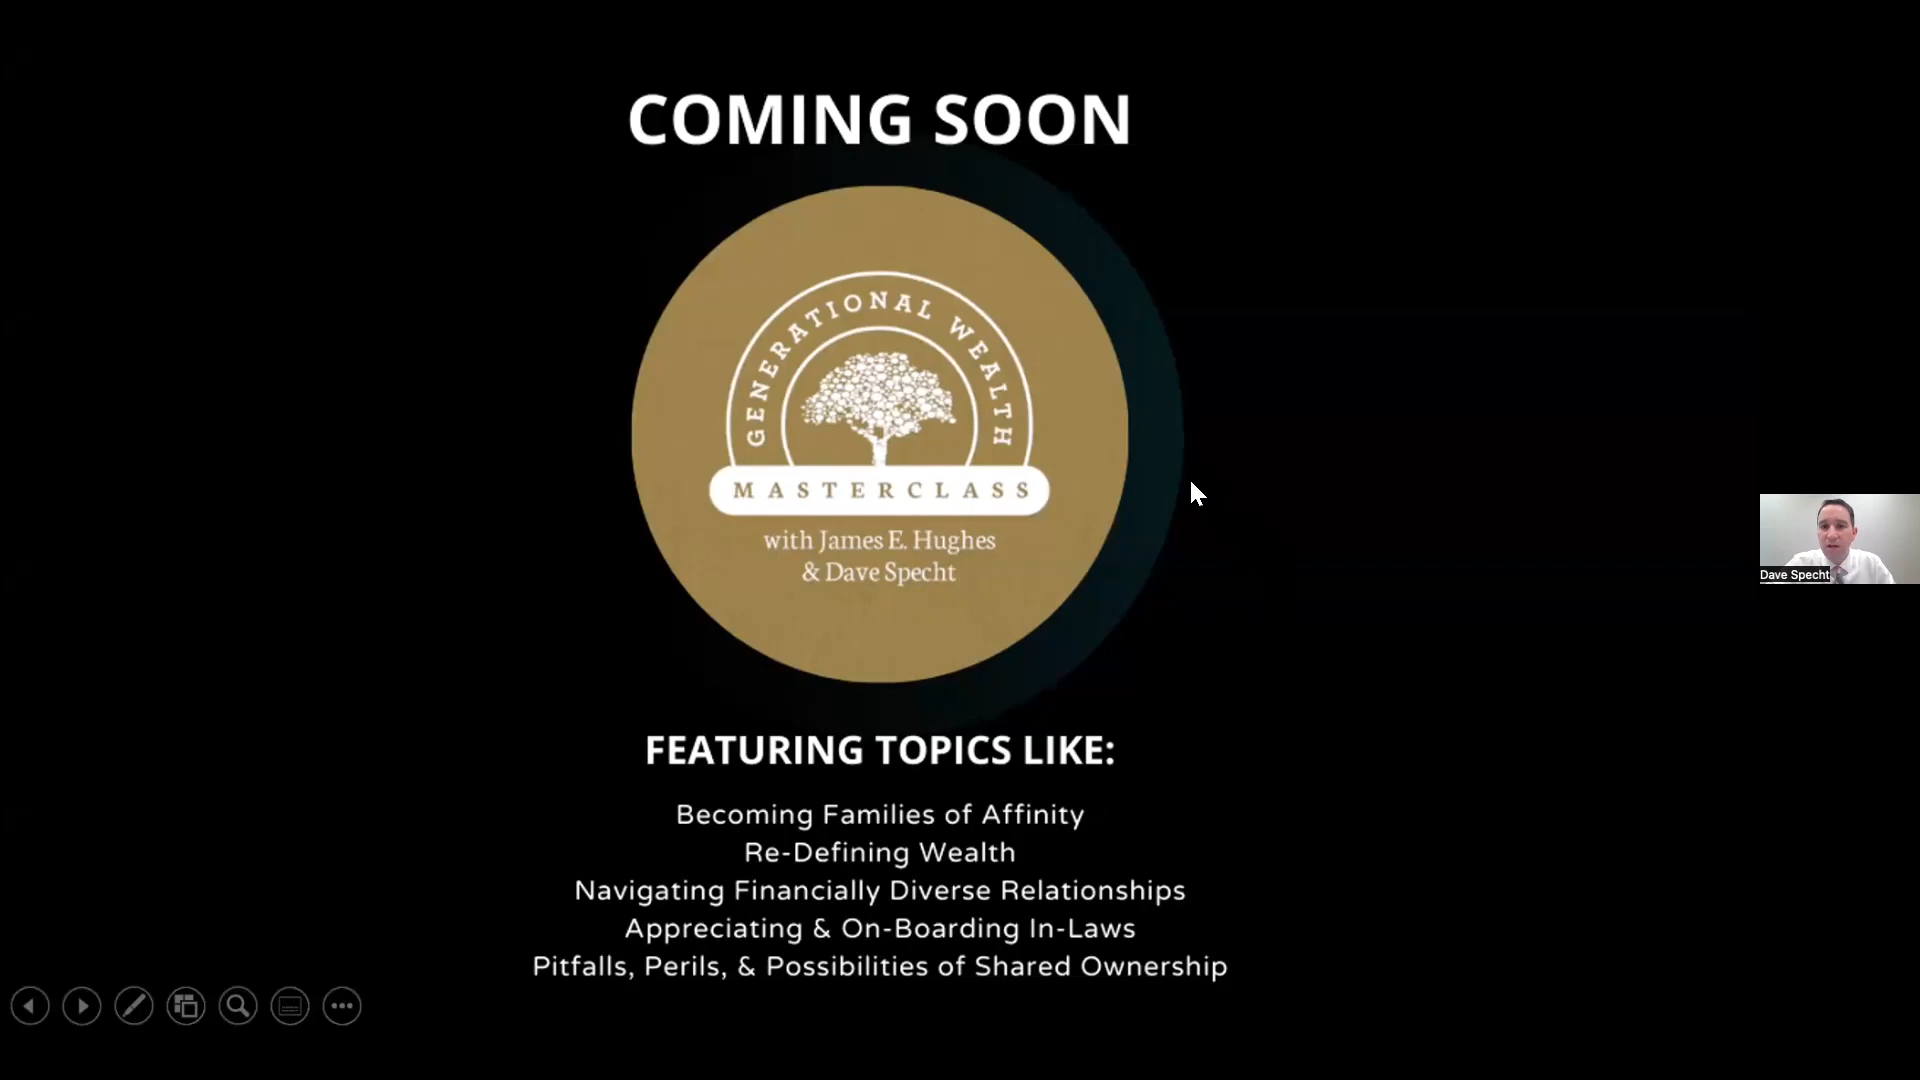 COMING SOON
GENERATIONAL WEALTH
MASTERCLASS
with James E. Hughes
& Dave Specht
Dave Specht
FEATURING TOPICS LIKE:
Becoming Families of Affinity
Re-Defining Wealth
Navigating Financially Diverse Relationships
Appreciating & On-Boarding In-Laws
Pitfalls, Perils, & Possibilities of Shared Ownership